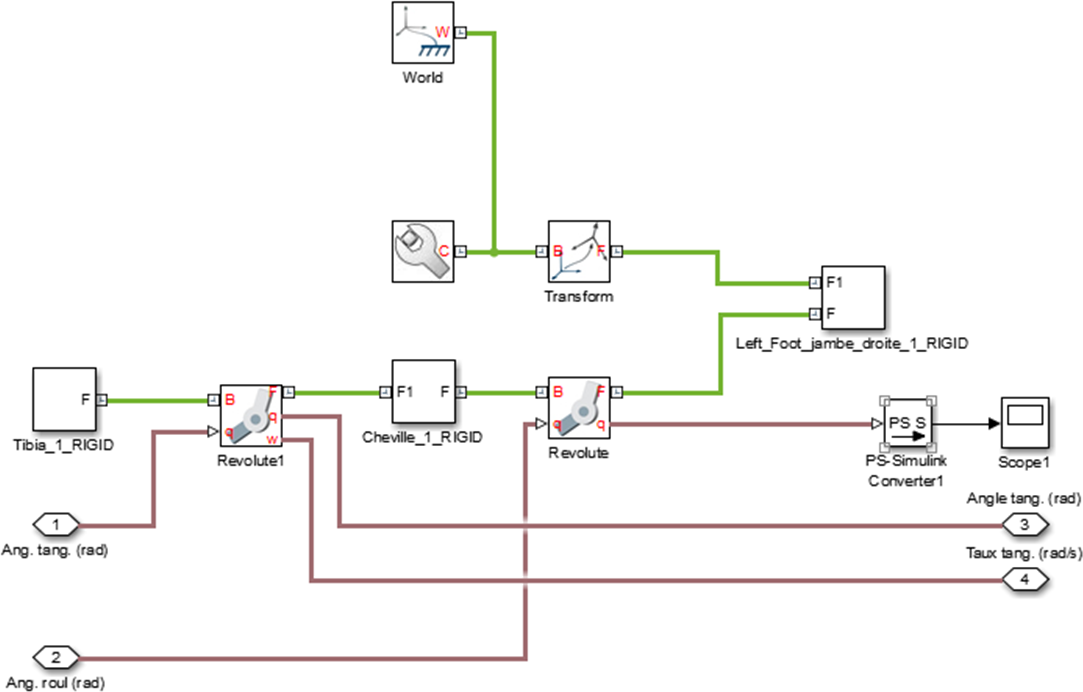 W
World
C
B
F
Transform
F1
F
Left_Foot_jambe_droite_1_RIGID
F
Tibia_1_RIGID
B
F
q
q
w
Revolute1
F1
F
Cheville_1_RIGID
B
F
q
q
Revolute
PS S
PS-Simulink
Converter1
Scope1
Angle tang. (rad)
1
3
Ang. tang. (rad)
Taux tang. (rad/s)
4
2
Ang. roul (rad)